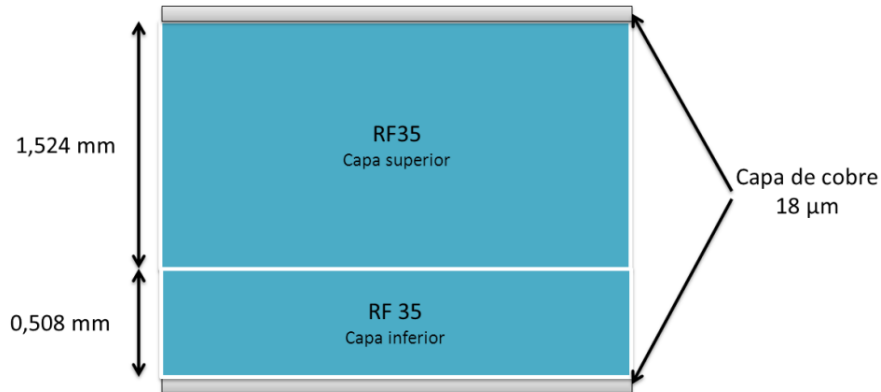 1,524 mm
RF35
Capa superior
Capa de cobre
18 µm
0,508 mm
RF 35
Capa inferior